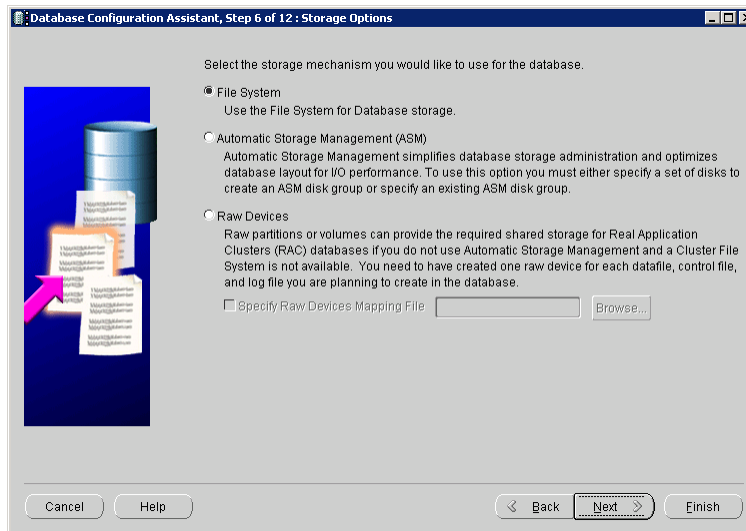 Database Configuration Assistant, Step 6 of 12 : Storage Options
Select the storage mechanism you would like to use for the database.
File System
Use the File System for Database storage.
Automatic Storage Management (ASM)
Automatic Storage Management simplifies database storage administration and optimizes
database layout for I/O performance. To use this option you must either specify a set of disks to
create an ASM disk group or specify an existing ASM disk group.
Raw Devices
Raw partitions or volumes can provide the required shared storage for Real Application
Clusters (RAC) databases if you do not use Automatic Storage Management and a Cluster File
System is not available. You need to have created one raw device for each datafile, control file,
and log file you are planning to create in the database.
Specify Raw Devices Mapping File
Browse...
Cancel
Help
Back
Next
Finish